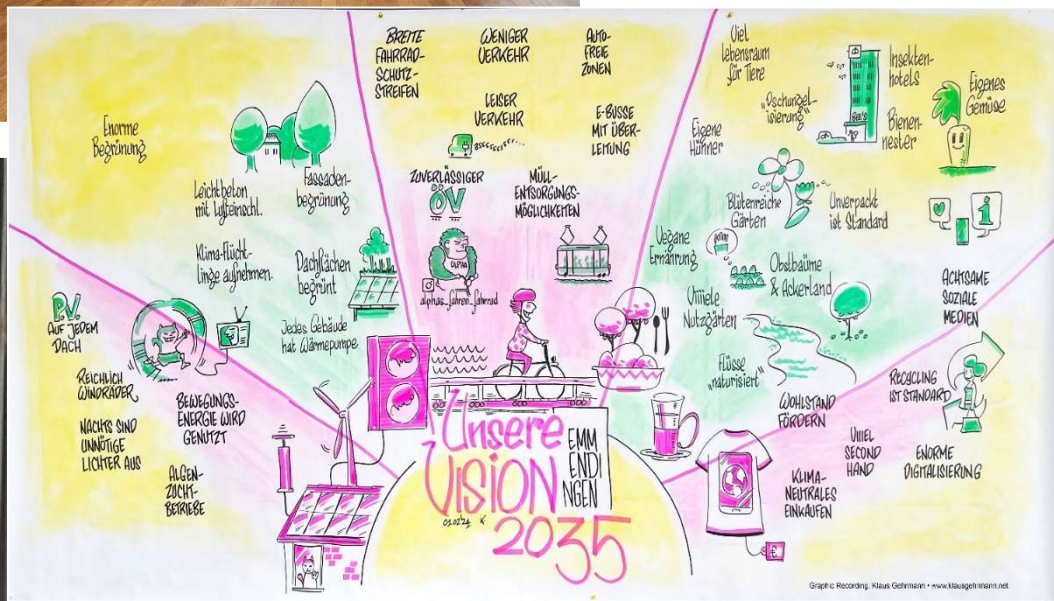 BREITE
FAHRRAD-
SCHUTZ-
STREIFEN
WENIGER
VERKEHR
AUTO-
FREIE
ZONEN
LEISER
VERKEHR
E-BUSSE
MIT ÜBER-
LEITUNG
ZUVERLÄSSIGER
ÖV
MÜLL-
ENTSORGUNGS-
MÖGLICHKEITEN
alphas_fahren_fahrrad
Enorme
Begrünung
Leichtbeton
mit Lufteinschl.
Fassaden-
begrünung
Klima-Flücht-
linge aufnehmen
Dachflächen
begrünt
Jedes Gebäude
hat Wärmepumpe
P.V.
AUF JEDEM
DACH
REICHLICH
WINDRÄDER
NACHTS SIND
UNNÖTIGE
LICHTER AUS
BEWEGUNGS-
ENERGIE WIRD
GENUTZT
ALGEN-
ZUCHT-
BETRIEBE
Viel
Lebensraum
für Tiere
"Dschungel-
isierung"
Insekten-
hotels
Bienen-
nester
Eigenes
Gemüse
Eigene
Hühner
Blütenreiche
Gärten
Unverpackt
ist Standard
Vegane
Ernährung
Obstbäume
& Ackerland
Viiiele
Nutzgärten
Flüsse
"naturisiert"
ACHTSAME
SOZIALE
MEDIEN
RECYCLING
IST STANDARD
WOHLSTAND
FÖRDERN
VIIIEL
SECOND
HAND
ENORME
DIGITALISIERUNG
KLIMA-
NEUTRALES
EINKAUFEN
Unsere
VISION
2035
EMM
ENDI
NGEN
Graphic Recording: Klaus Gehrmann • www.klausgehrmann.net